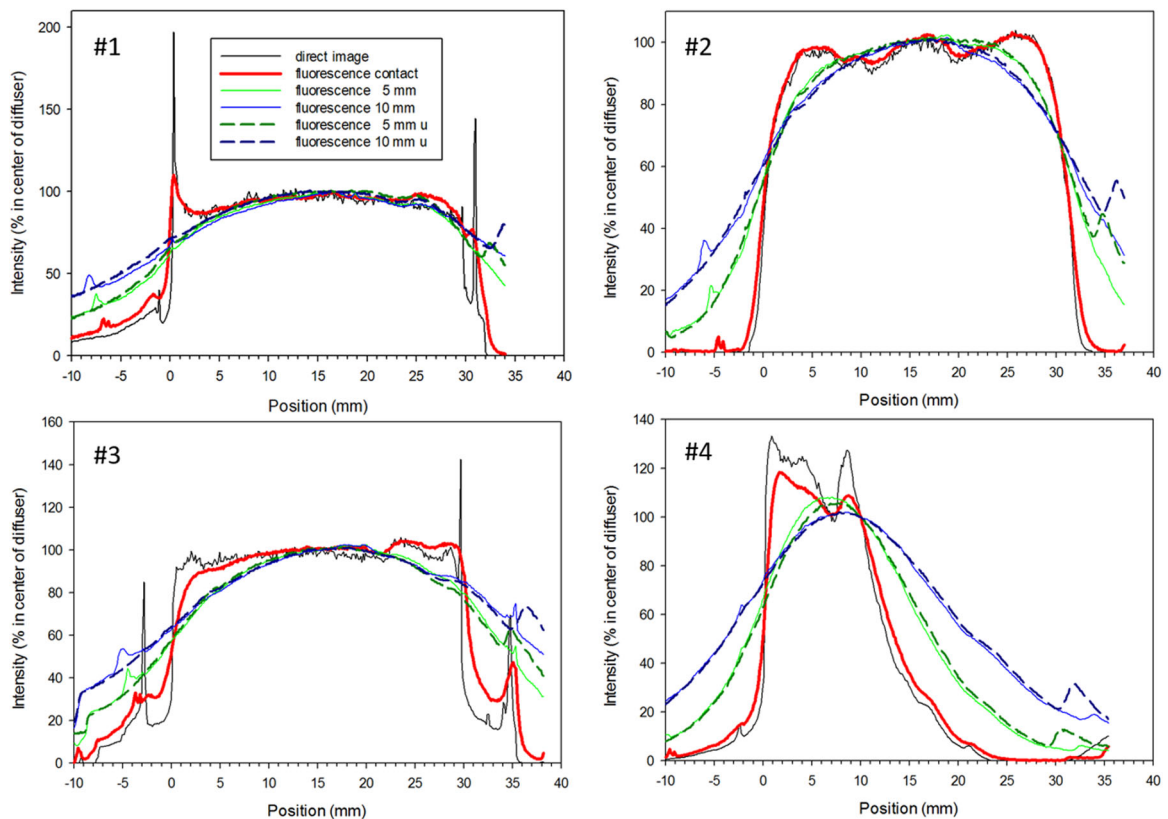 #1
direct image
fluorescence contact
fluorescence 5 mm
fluorescence 10 mm
fluorescence 5 mm u
fluorescence 10 mm u
Intensity (% in center of diffuser)
200
150
100
50
0
-10 -5 0 5 10 15 20 25 30 35 40
Position (mm)
#2
Intensity (% in center of diffuser)
100
80
60
40
20
0
-10 -5 0 5 10 15 20 25 30 35 40
Position (mm)
#3
Intensity (% in center of diffuser)
160
140
120
100
80
60
40
20
0
-10 -5 0 5 10 15 20 25 30 35 40
Position (mm)
#4
Intensity (% in center of diffuser)
140
120
100
80
60
40
20
0
-10 -5 0 5 10 15 20 25 30 35 40
Position (mm)